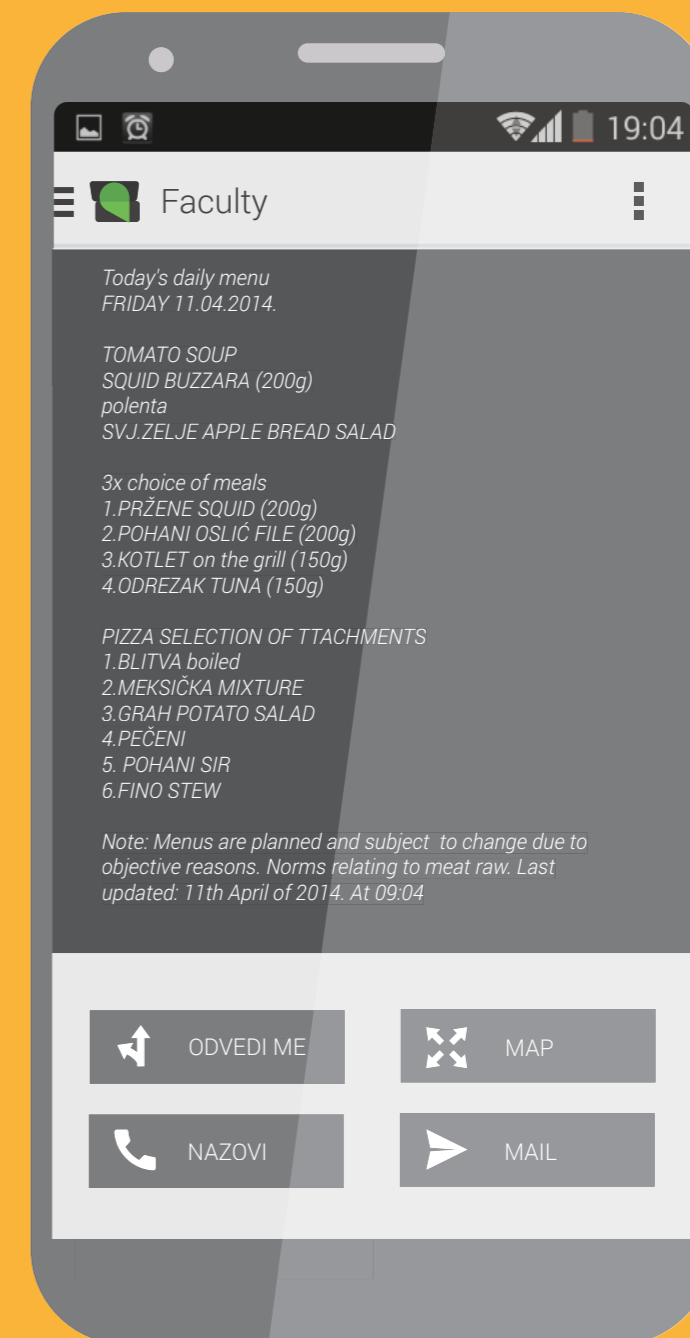 19:04
Faculty
Today's daily menu
FRIDAY 11.04.2014.
TOMATO SOUP
SQUID BUZZARA (200g)
polenta
SVJ.ZELJE APPLE BREAD SALAD
3x choice of meals
1.PRŽENE SQUID (200g)
2.POHANI OSLIĆ FILE (200g)
3.KOTLET on the grill (150g)
4.ODREZAK TUNA (150g)
PIZZA SELECTION OF TTACHMENTS
1.BLITVA boiled
2.MEKSIČKA MIXTURE
3.GRAH POTATO SALAD
4.PEČENI
5. POHANI SIR
6.FINO STEW
Note: Menus are planned and subject  to change due to
objective reasons. Norms relating to meat raw. Last
updated: 11th April of 2014. At 09:04
ODVEDI ME
MAP
NAZOVI
MAIL